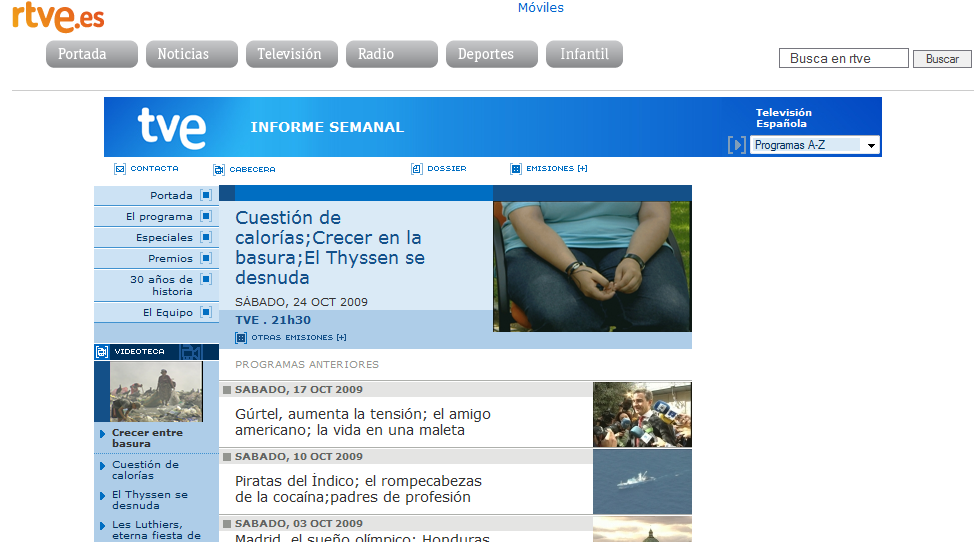 rtve.es
Móviles
Portada
Noticias
Televisión
Radio
Deportes
Infantil
Busca en rtve
Buscar
tve
INFORME SEMANAL
Televisión
Española
Programas A-Z
CONTACTA
CABECERA
DOSSIER
EMISIONES [+]
Portada
El programa
Especiales
Premios
30 años de
historia
El Equipo
VIDEOTECA
Crecer entre
basura
Cuestión de
calorías
El Thyssen se
desnuda
Les Luthiers,
eterna fiesta de
Cuestión de
calorías;Crecer en la
basura;El Thyssen se
desnuda
SÁBADO, 24 OCT 2009
TVE . 21h30
OTRAS EMISIONES [+]
PROGRAMAS ANTERIORES
SABADO, 17 OCT 2009
Gúrtel, aumenta la tensión; el amigo
americano; la vida en una maleta
SABADO, 10 OCT 2009
Piratas del Índico; el rompecabezas
de la cocaína;padres de profesión
SABADO, 03 OCT 2009
Madrid, el sueño olímpico; Honduras